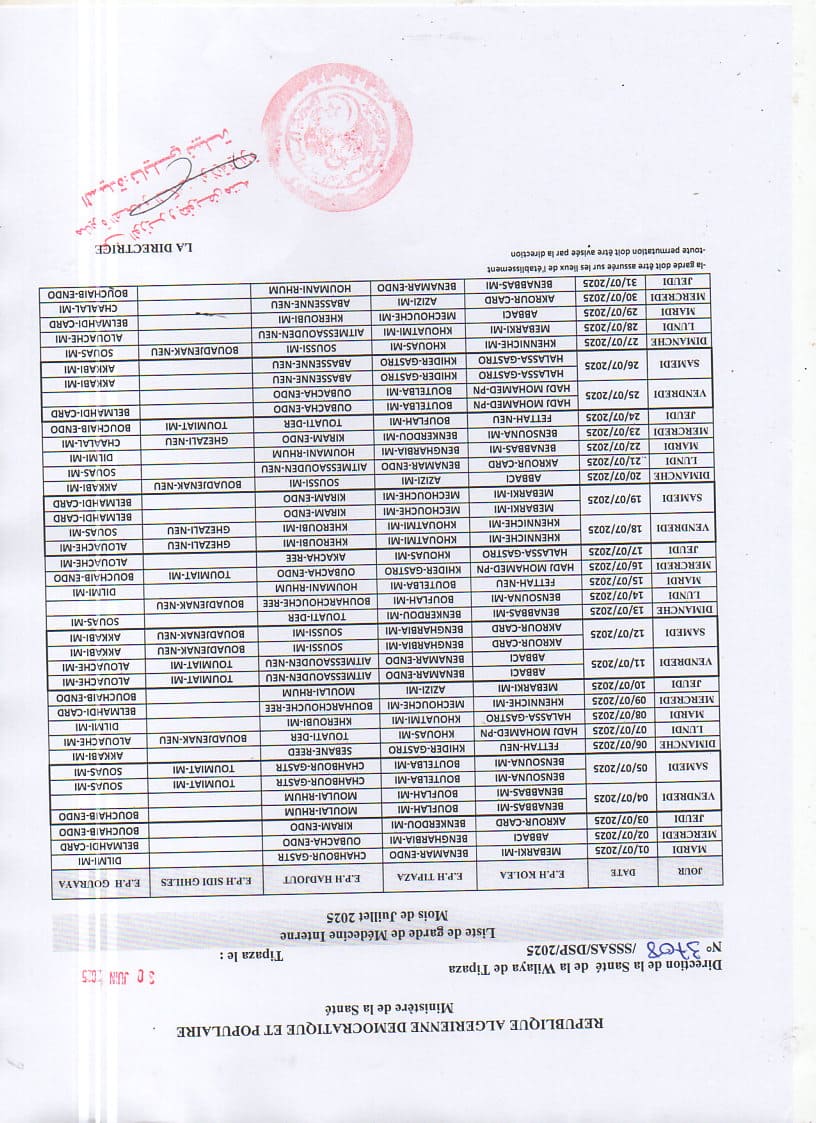 REPUBLIQUE ALGERIENNE DEMOCRATIQUE ET POPULAIRE
Ministère de la Santé
Direction de la Santé de la Wilaya de Tipaza
30 JUIN 2025
N° 3708 /SSSAS/DSP/2025 Tipaza le :
Liste de garde de Médecine Interne
Mois de Juillet 2025
JOUR DATE E.P.H KOLEA E.P.H TIPAZA E.P.H HADJOUT E.P.H SIDI GHILES E.P.H GOURAYA
MARDI 01/07/2025 MEBARKI-MI BENAMAR-ENDO CHAHBOUR-GASTR DILMI-MI
MERCREDI 02/07/2025 ABBACI BENGHARBIA-MI OUBACHA-ENDO BELMAHDI-CARD
JEUDI 03/07/2025 AKROUR-CARD BENKERDOU-MI KIRAM-ENDO BOUCHAIB-ENDO
VENDREDI 04/07/2025 BENABBAS-MI BOUFLAH-MI MOULAI-RHUM BOUCHAIB-ENDO
BENABBAS-MI BOUFLAH-MI MOULAI-RHUM
SAMEDI 05/07/2025 BENSOUNA-MI BOUTELBA-MI CHAHBOUR-GASTR TOUMIAT-MI SOUAS-MI
BENSOUNA-MI BOUTELBA-MI CHAHBOUR-GASTR TOUMIAT-MI SOUAS-MI
DIMANCHE 06/07/2025 FETTAH-NEU KHIDER-GASTRO SEBANE-REED AKKABI-MI
LUNDI 07/07/2025 HADJ MOHAMED-PN KHOUAS-MI TOUATI-DER BOUADJENAK-NEU ALOUACHE-MI
MARDI 08/07/2025 HALASSA-GASTRO KHOUATMI-MI KHEROUBI-MI DILMI-MI
MERCREDI 09/07/2025 KHENNICHE-MI MECHOUCHE-MI BOUHARCHOUCHE-REE BELMAHDI-CARD
JEUDI 10/07/2025 MEBARKI-MI AZIZI-MI MOULAI-RHUM BOUCHAIB-ENDO
VENDREDI 11/07/2025 ABBACI BENAMAR-ENDO AITMESSAOUDEN-NEU TOUMIAT-MI ALOUACHE-MI
ABBACI BENAMAR-ENDO AITMESSAOUDEN-NEU TOUMIAT-MI ALOUACHE-MI
SAMEDI 12/07/2025 AKROUR-CARD BENGHARBIA-MI SOUSSI-MI BOUADJENAK-NEU AKKABI-MI
AKROUR-CARD BENGHARBIA-MI SOUSSI-MI BOUADJENAK-NEU AKKABI-MI
DIMANCHE 13/07/2025 BENABBAS-MI BENKERDOU-MI TOUATI-DER SOUAS-MI
LUNDI 14/07/2025 BENSOUNA-MI BOUFLAH-MI BOUHARCHOUCHE-REE BOUADJENAK-NEU
MARDI 15/07/2025 FETTAH-NEU BOUTELBA-MI HOUMANI-RHUM DILMI-MI
MERCREDI 16/07/2025 HADJ MOHAMED-PN KHIDER-GASTRO OUBACHA-ENDO TOUMIAT-MI BOUCHAIB-ENDO
JEUDI 17/07/2025 HALASSA-GASTRO KHOUAS-MI AKACHA-REE ALOUACHE-MI
VENDREDI 18/07/2025 KHENNICHE-MI KHOUATMI-MI KHEROUBI-MI GHEZALI-NEU ALOUACHE-MI
KHENNICHE-MI KHOUATMI-MI KHEROUBI-MI GHEZALI-NEU SOUAS-MI
SAMEDI 19/07/2025 MEBARKI-MI MECHOUCHE-MI KIRAM-ENDO BELMAHDI-CARD
MEBARKI-MI MECHOUCHE-MI KIRAM-ENDO BELMAHDI-CARD
DIMANCHE 20/07/2025 ABBACI AZIZI-MI SOUSSI-MI BOUADJENAK-NEU AKKABI-MI
LUNDI 21/07/2025 AKROUR-CARD BENAMAR-ENDO AITMESSAOUDEN-NEU SOUAS-MI
MARDI 22/07/2025 BENABBAS-MI BENGHARBIA-MI HOUMANI-RHUM DILMI-MI
MERCREDI 23/07/2025 BENSOUNA-MI BENKERDOU-MI KIRAM-ENDO GHEZALI-NEU CHAALAL-MI
JEUDI 24/07/2025 FETTAH-NEU BOUFLAH-MI TOUATI-DER TOUMIAT-MI BOUCHAIB-ENDO
VENDREDI 25/07/2025 HADJ MOHAMED-PN BOUTELBA-MI OUBACHA-ENDO BELMAHDI-CARD
HADJ MOHAMED-PN BOUTELBA-MI OUBACHA-ENDO
SAMEDI 26/07/2025 HALASSA-GASTRO KHIDER-GASTRO ABASSENNE-NEU AKKABI-MI
HALASSA-GASTRO KHIDER-GASTRO ABASSENNE-NEU AKKABI-MI
DIMANCHE 27/07/2025 KHENNICHE-MI KHOUAS-MI SOUSSI-MI BOUADJENAK-NEU SOUAS-MI
LUNDI 28/07/2025 MEBARKI-MI KHOUATMI-MI AITMESSAOUDEN-NEU ALOUACHE-MI
MARDI 29/07/2025 ABBACI MECHOUCHE-MI KHEROUBI-MI BELMAHDI-CARD
MERCREDI 30/07/2025 AKROUR-CARD AZIZI-MI ABASSENNE-NEU CHAALAL-MI
JEUDI 31/07/2025 BENABBAS-MI BENAMAR-ENDO HOUMANI-RHUM BOUCHAIB-ENDO
-la garde doit être assurée sur les lieux de l'établissement
-toute permutation doit être avisée par la direction
LA DIRECTRICE
عن الوزير و بتفويض منه
مديرة الصحة
السيدة: نايلي نبيلة